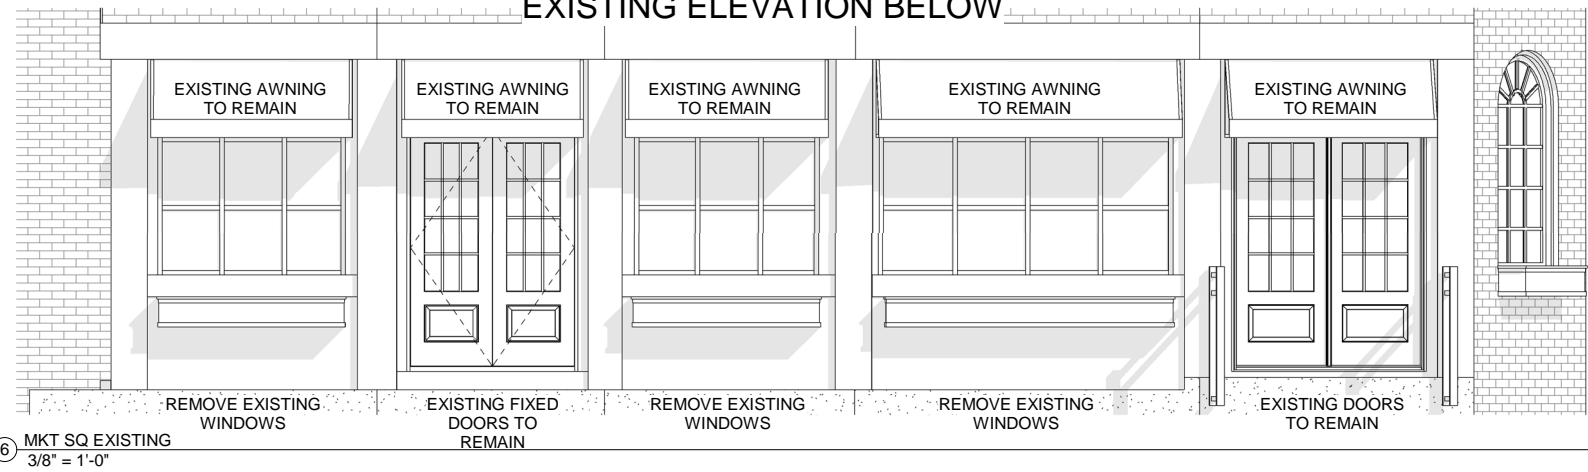 EXISTING ELEVATION BELOW
EXISTING AWNING
TO REMAIN
EXISTING AWNING
TO REMAIN
EXISTING AWNING
TO REMAIN
EXISTING AWNING
TO REMAIN
EXISTING AWNING
TO REMAIN
REMOVE EXISTING
WINDOWS
EXISTING FIXED
DOORS TO
REMAIN
REMOVE EXISTING
WINDOWS
REMOVE EXISTING
WINDOWS
EXISTING DOORS
TO REMAIN
6
MKT SQ EXISTING
3/8" = 1'-0"